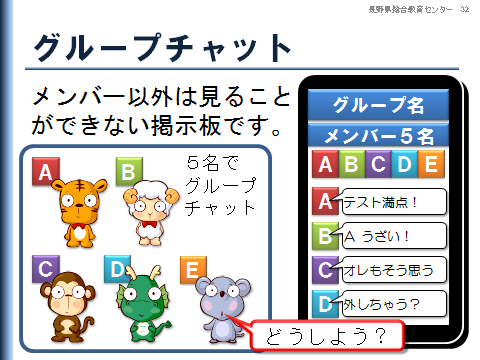 長野県総合教育センター 32
グループチャット
メンバー以外は見ること
ができない掲示板です。
A
B
５名で
グループ
チャット
C
D
E
どうしよう？
グループ名
メンバー５名
A B C D E
A テスト満点！
B A うざい！
C オレもそう思う
D 外しちゃう？